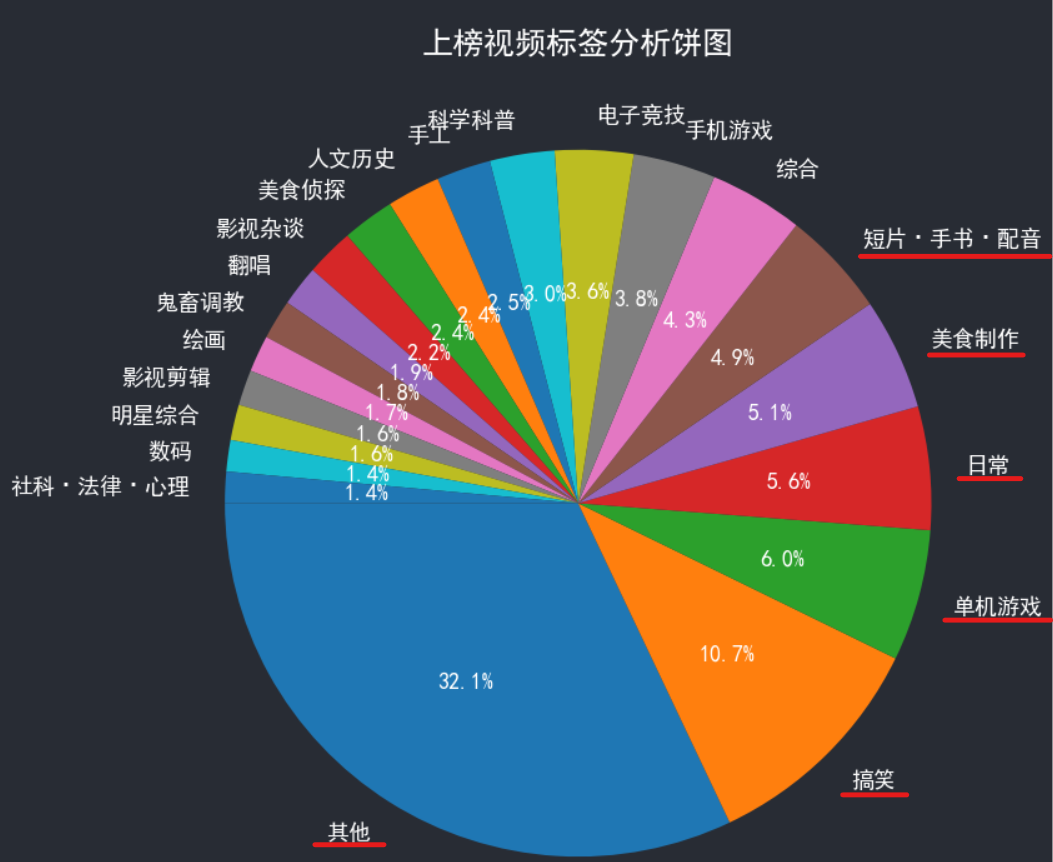 上榜视频标签分析饼图
科学科普
电子竞技
手工
手机游戏
人文历史
综合
美食侦探
影视杂谈
短片·手书·配音
翻唱
鬼畜调教
绘画
美食制作
影视剪辑
明星综合
数码
日常
社科·法律·心理
单机游戏
搞笑
其他
2.5%
3.0%
3.6%
3.8%
4.3%
4.9%
5.1%
5.6%
6.0%
10.7%
32.1%
2.4%
2.4%
2.2%
1.9%
1.8%
1.7%
1.6%
1.6%
1.4%
1.4%